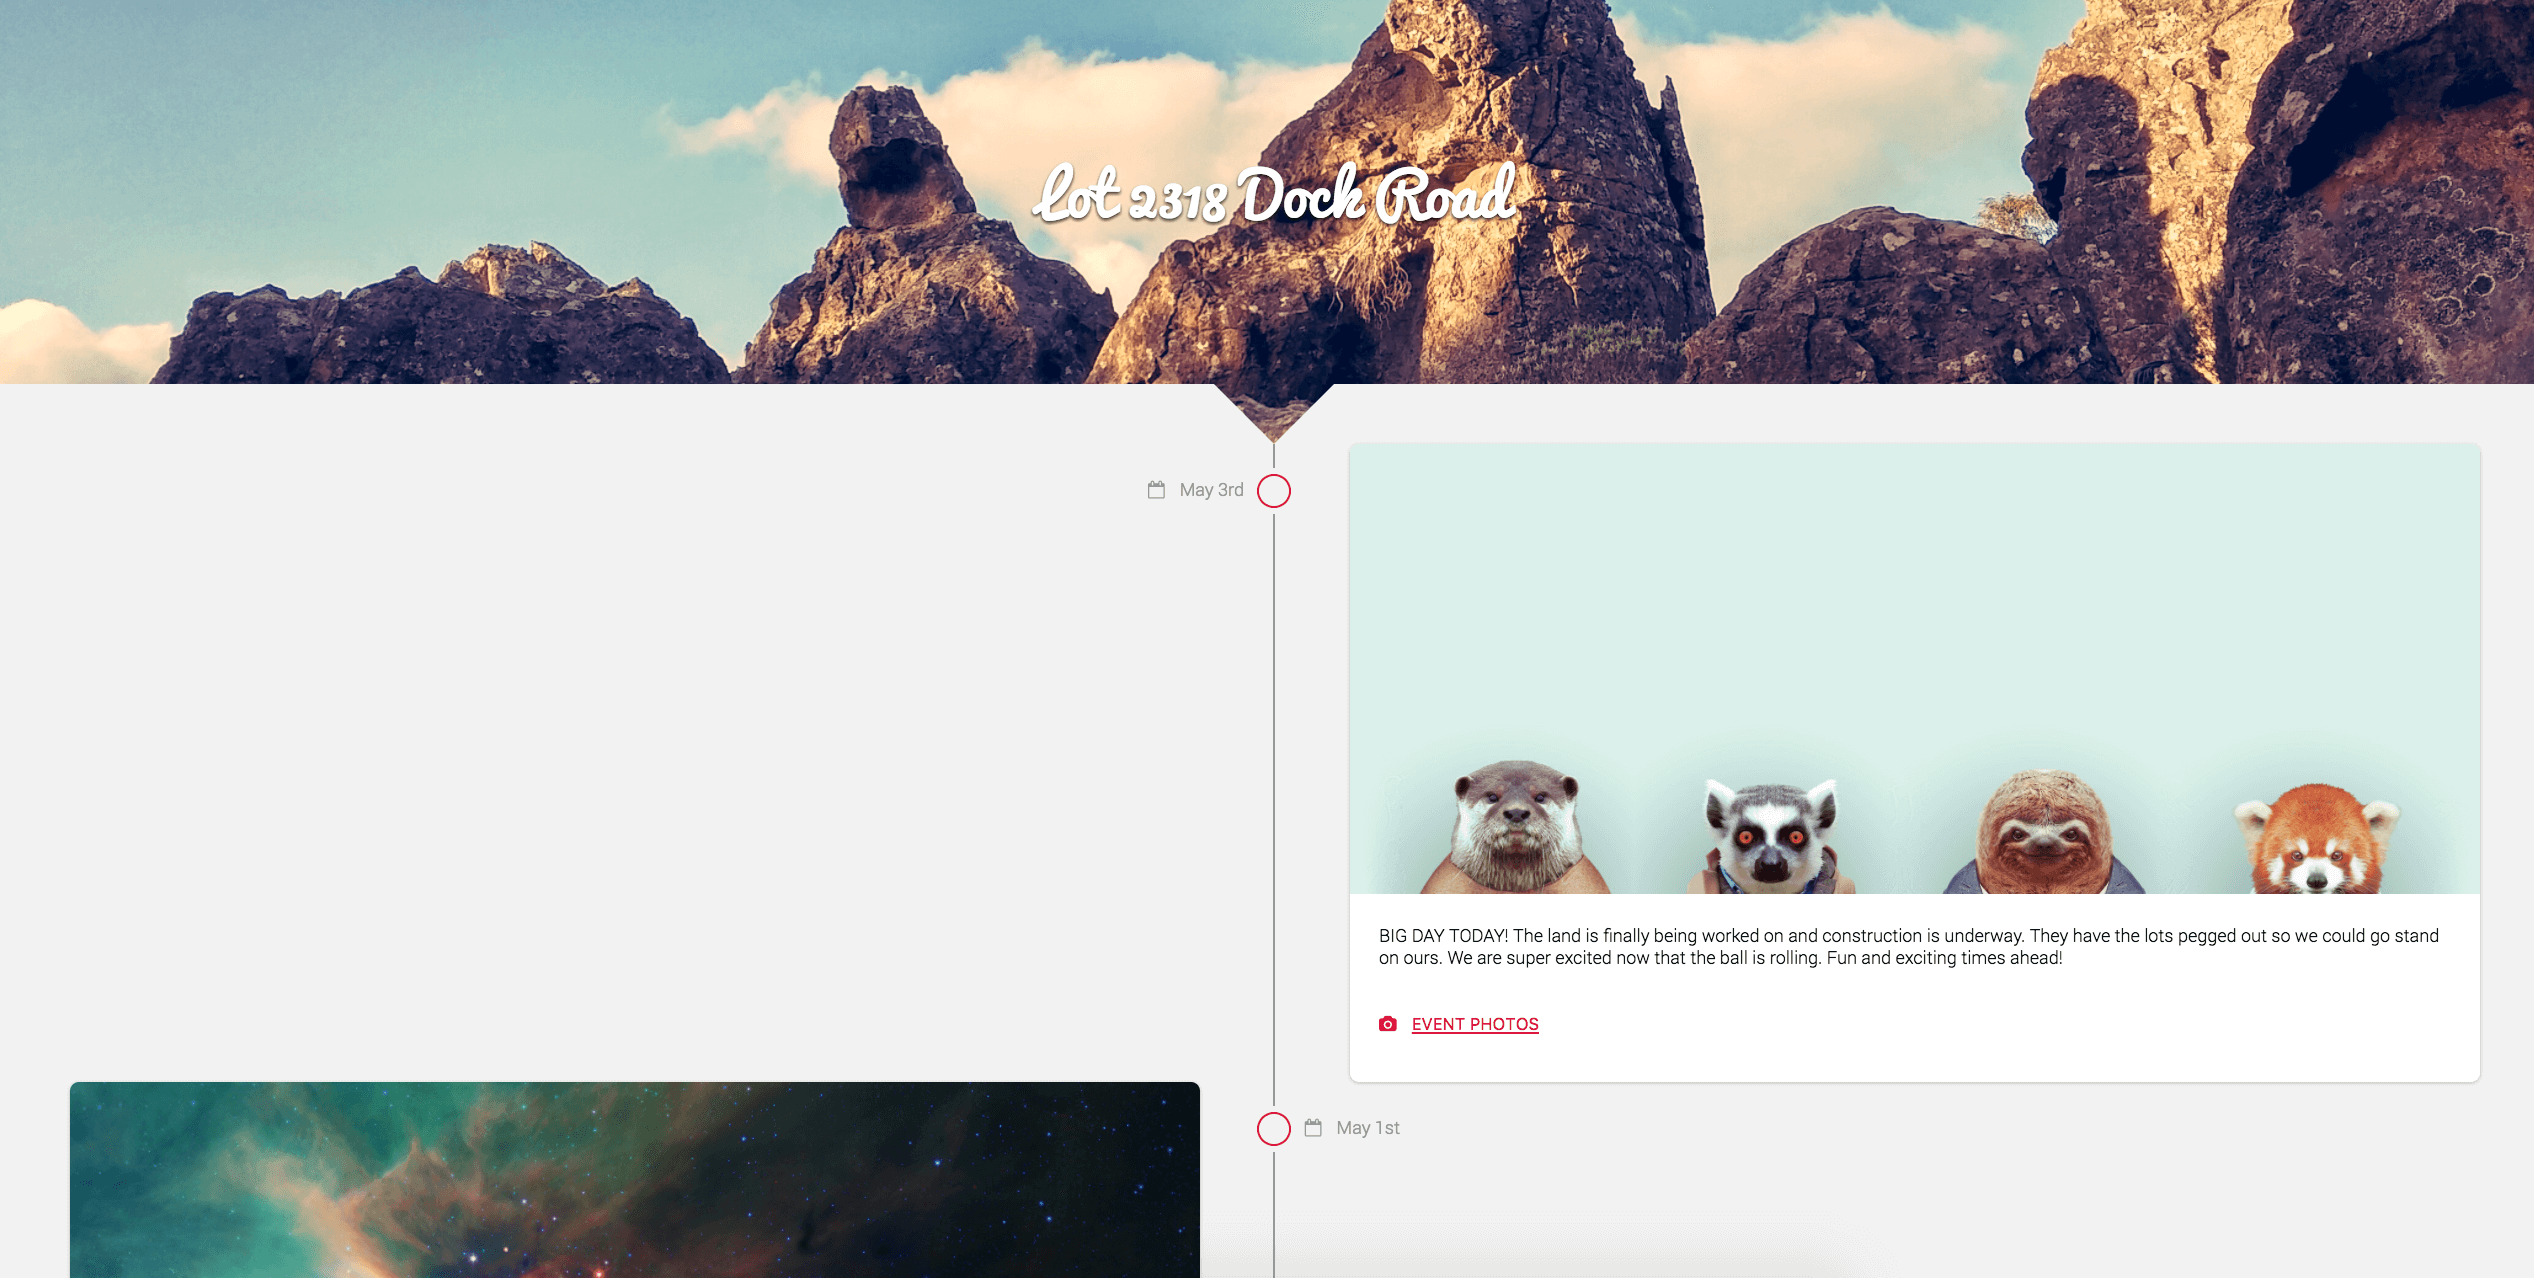 Lot 2318 Dock Road
May 3rd
BIG DAY TODAY! The land is finally being worked on and construction is underway. They have the lots pegged out so we could go stand
on ours. We are super excited now that the ball is rolling. Fun and exciting times ahead!
EVENT PHOTOS
May 1st